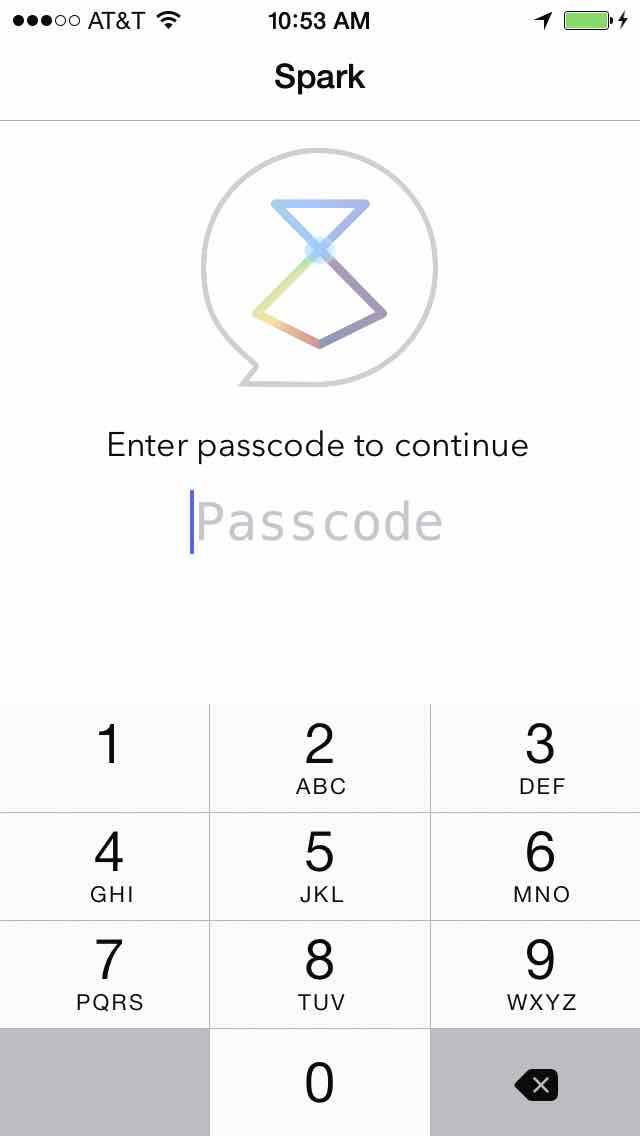 AT&T 10:53 AM
Spark
Enter passcode to continue
Passcode
1 2 3
ABC DEF
4 5 6
GHI JKL MNO
7 8 9
PQRS TUV WXYZ
0